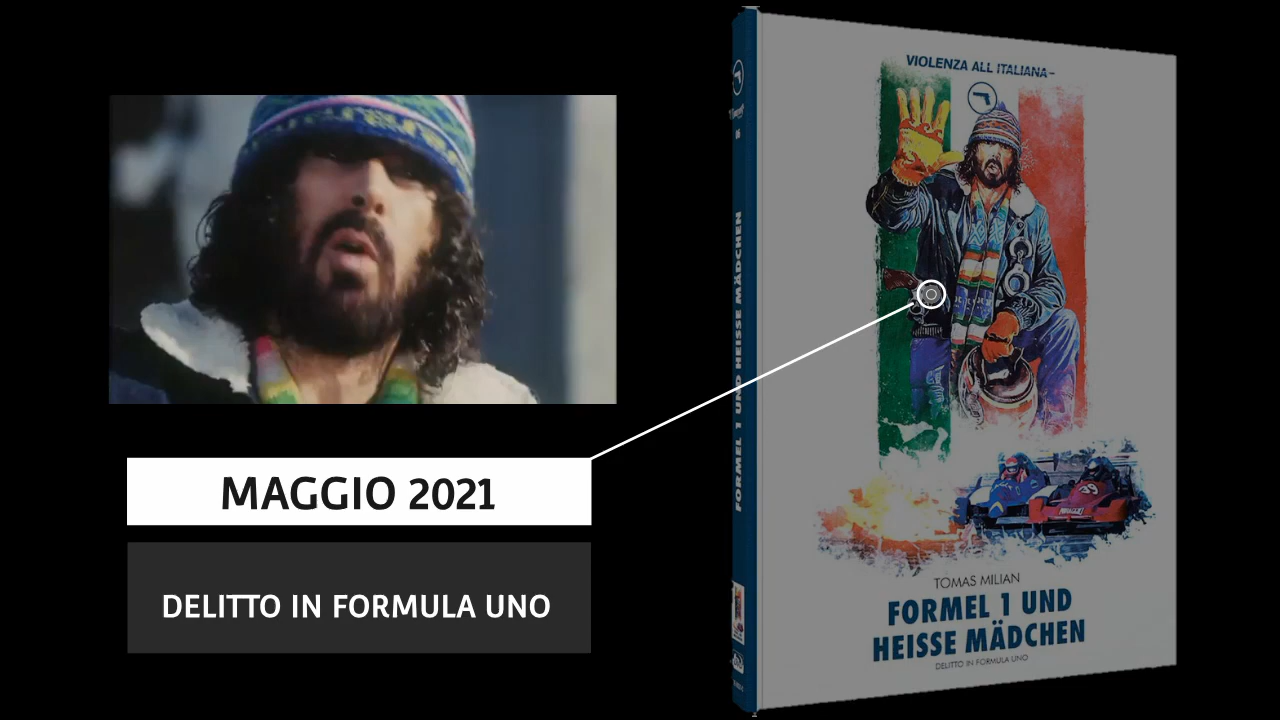 MAGGIO 2021
DELITTO IN FORMULA UNO
FORMEL 1 UND HEISSE MÄDCHEN
VIOLENZA ALL ITALIANA
TOMAS MILIAN
FORMEL 1 UND
HEISSE MÄDCHEN
DELITTO IN FORMULA UNO